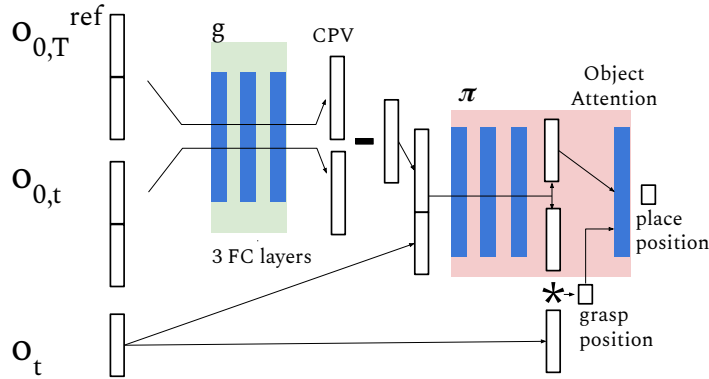 ref
O0,T
g
CPV
Object
Attention
π
-
O0,t
3 FC layers
place
position
*
grasp
position
Ot